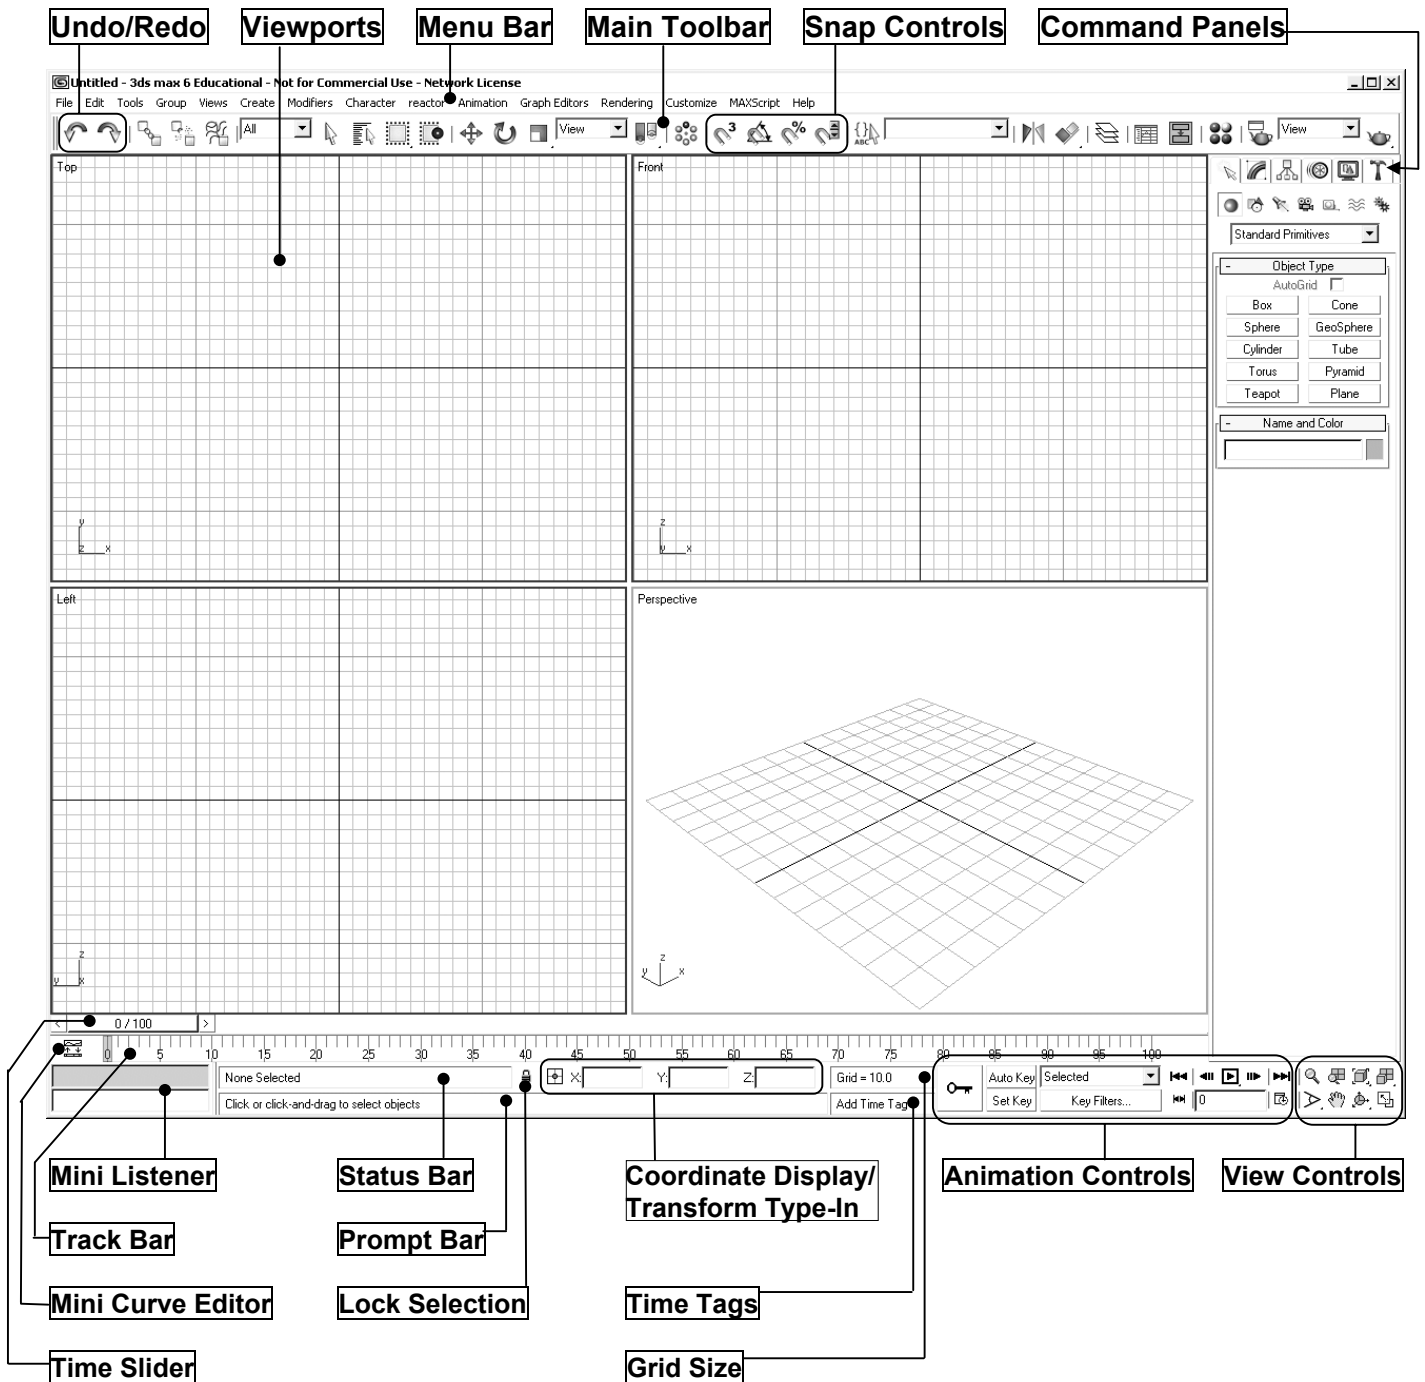 Undo/Redo Viewports Menu Bar Main Toolbar Snap Controls Command Panels
Untitled - 3ds max 6 Educational - Not for Commercial Use - Network License
File Edit Tools Group Views Create Modifiers Character reactor Animation Graph Editors Rendering Customize MAXScript Help
All View 3 % ABC View
Top
Front
Standard Primitives
- Object Type
AutoGrid
Box Cone
Sphere GeoSphere
Cylinder Tube
Torus Pyramid
Teapot Plane
- Name and Color
y
z x
z
y x
Left
Perspective
z
y x
z
y x
< 0 / 100 >
0 5 10 15 20 25 30 35 40 45 50 55 60 65 70 75 80 85 90 95 100
None Selected X: Y: Z: Grid = 10.0 Auto Key Selected
Click or click-and-drag to select objects Add Time Tag Set Key Key Filters... 0
Mini Listener Status Bar Coordinate Display/ Animation Controls View Controls
Transform Type-In
Track Bar Prompt Bar
Mini Curve Editor Lock Selection Time Tags
Time Slider Grid Size